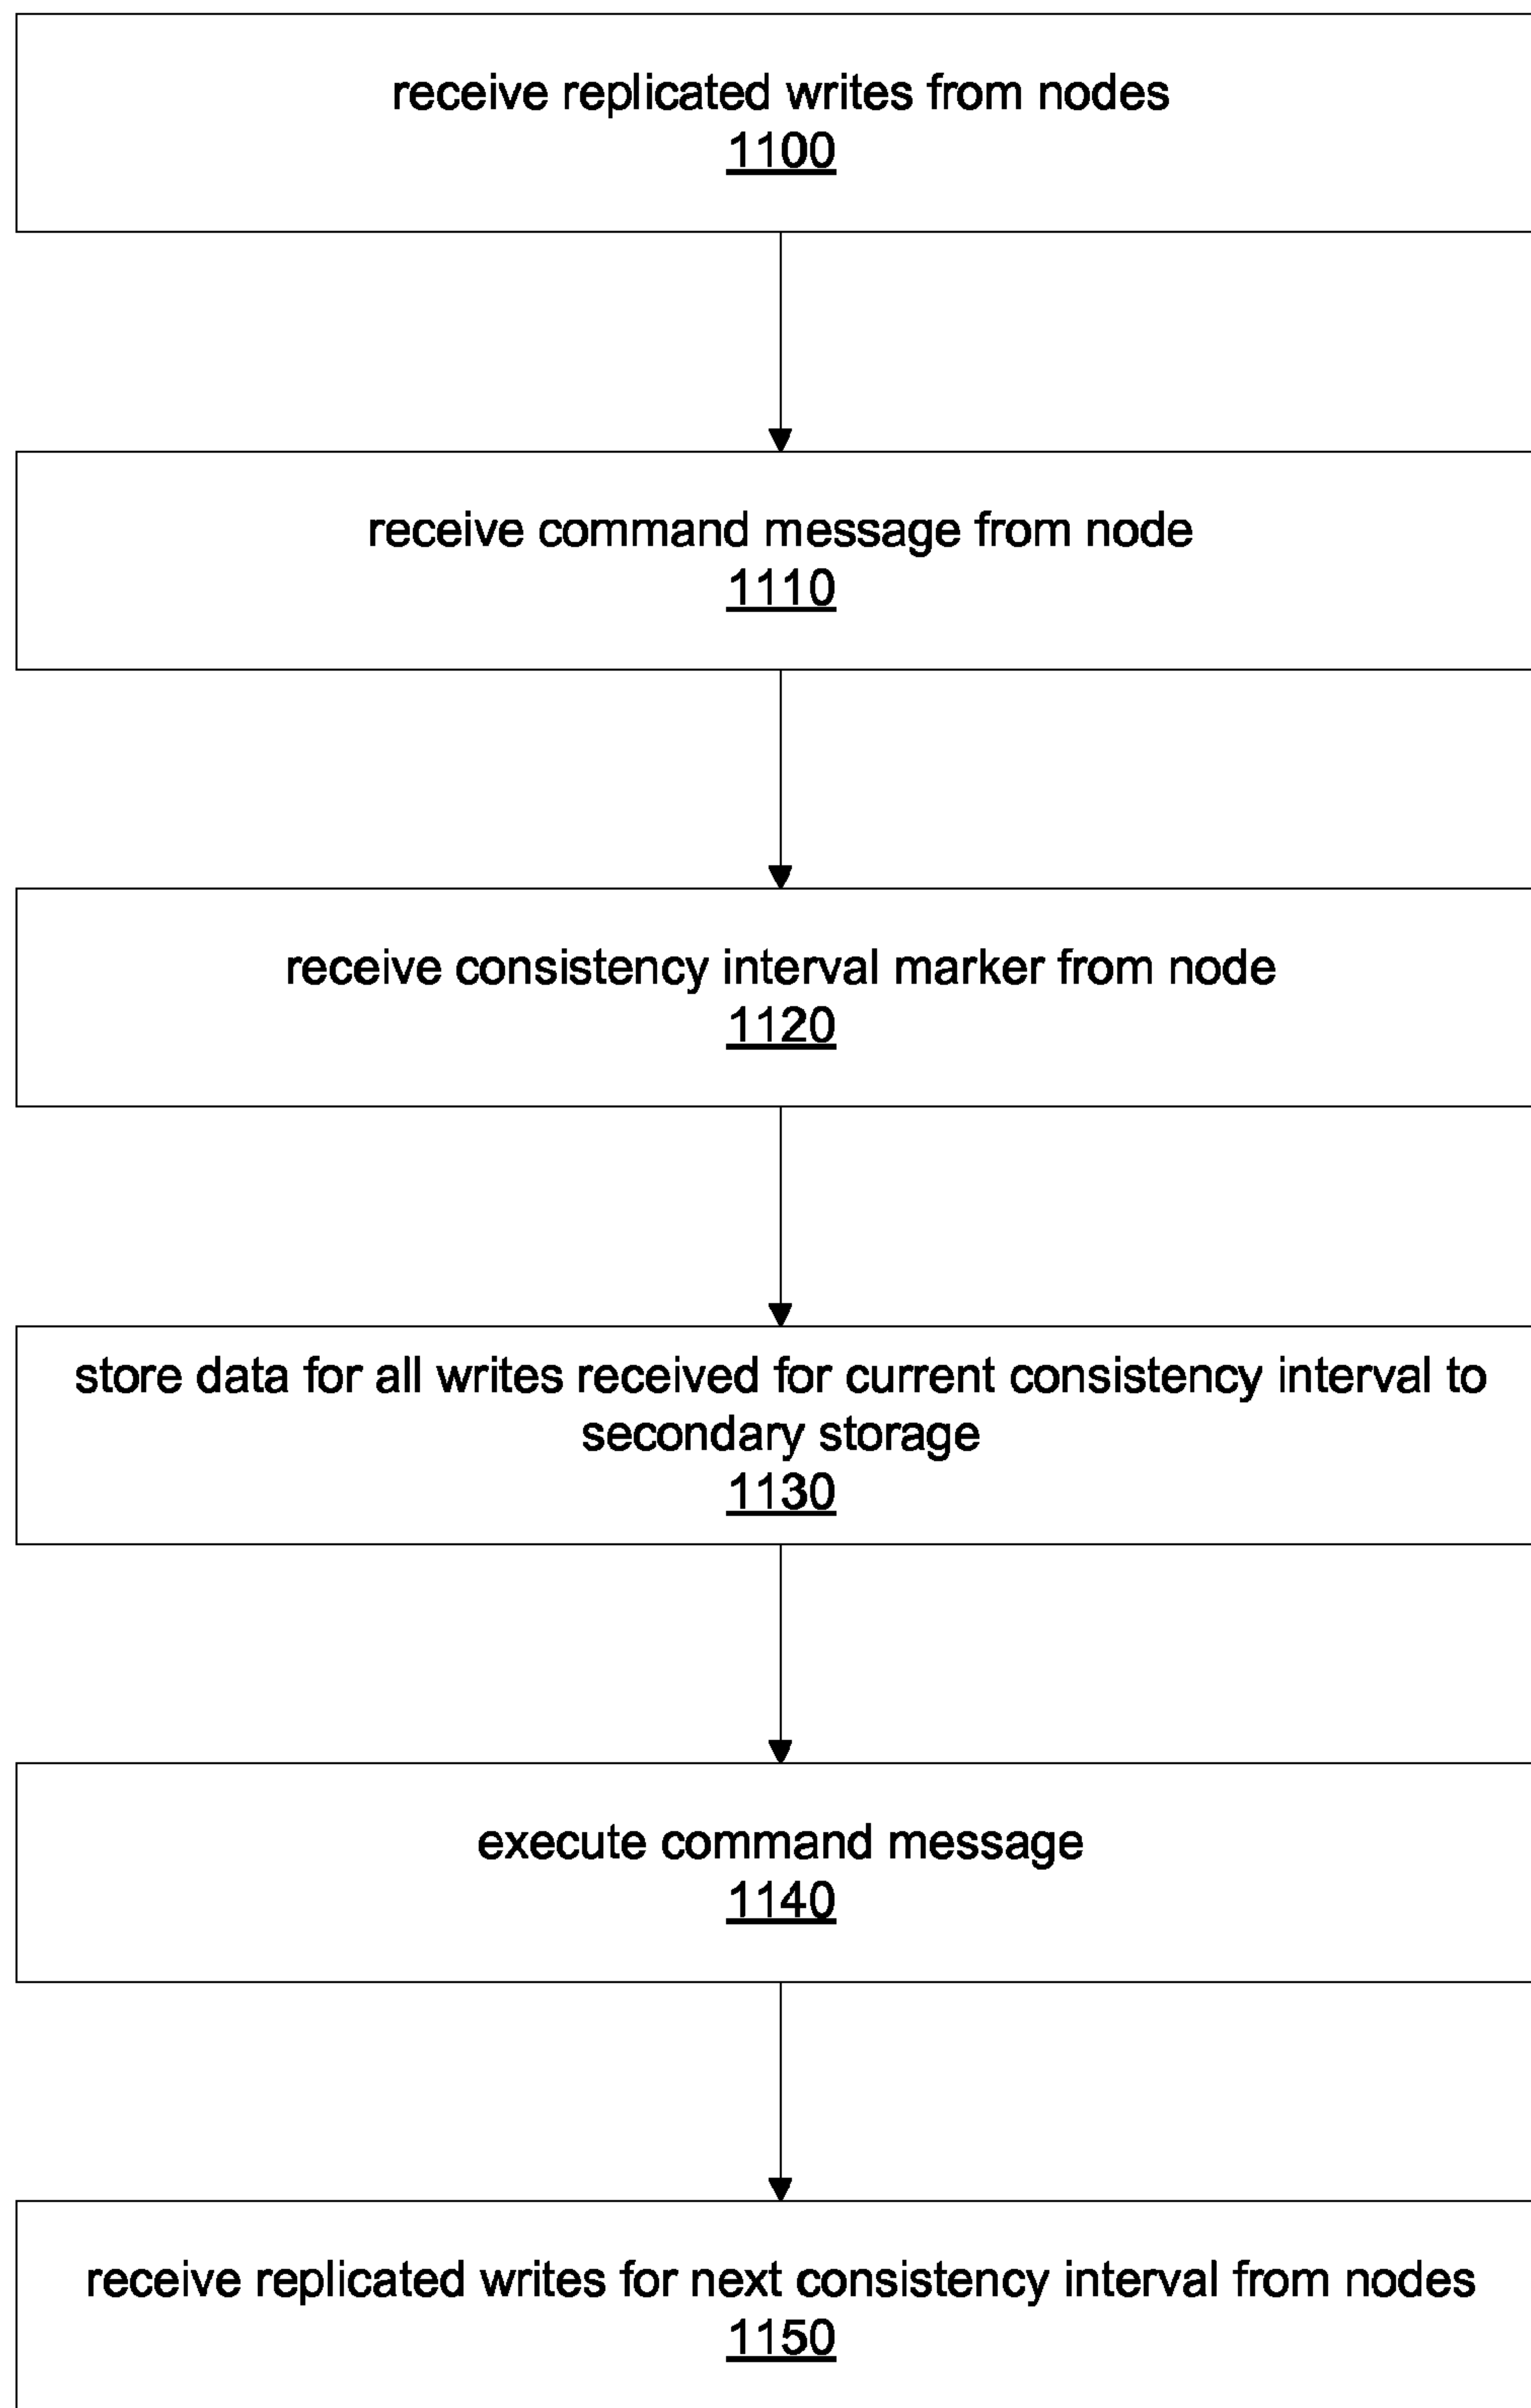 receive replicated writes from nodes
1100
receive command message from node
1110
receive consistency interval marker from node
1120
store data for all writes received for current consistency interval to
secondary storage
1130
execute command message
1140
receive replicated writes for next consistency interval from nodes
1150